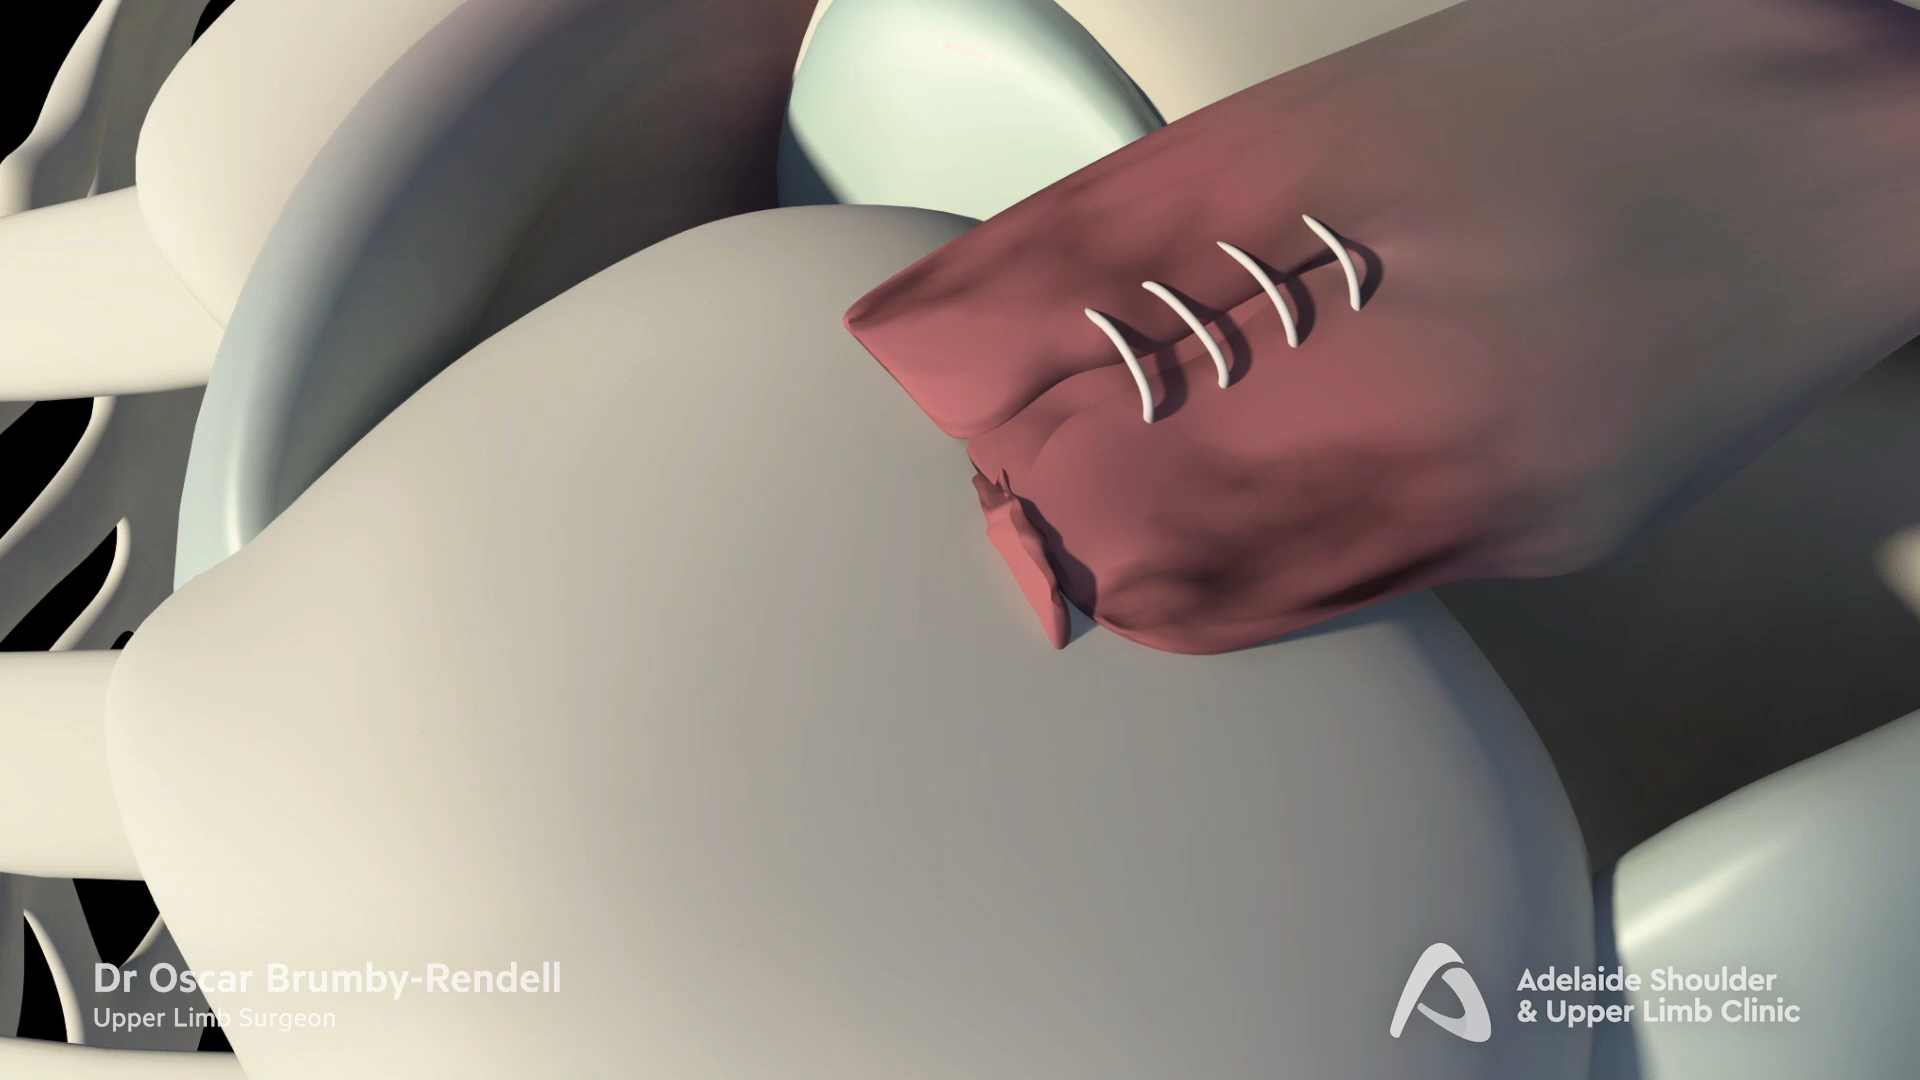 Dr Oscar Brumby-Rendell
Upper Limb Surgeon
Adelaide Shoulder
& Upper Limb Clinic